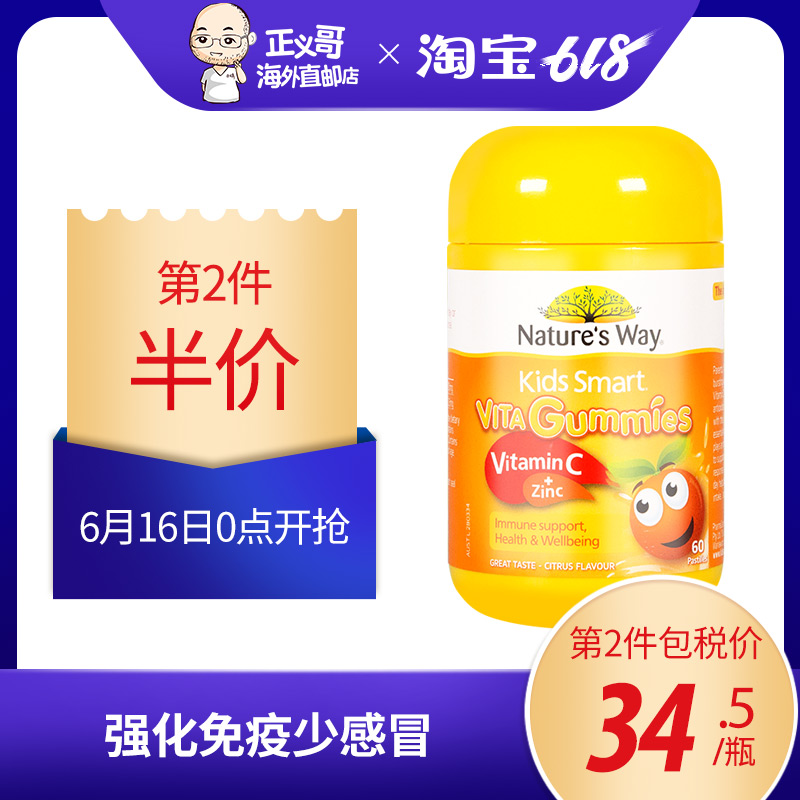 正义哥
海外直邮店
×
淘宝618
第2件
半价
6月16日0点开抢
Nature's Way
Kids Smart
VITA Gummies
Vitamin C
+
Zinc
Immune support,
Health & Wellbeing
GREAT TASTE - CITRUS FLAVOUR
60
Pastilles
AUST L 280334
第2件包税价
34.5
/瓶
强化免疫少感冒